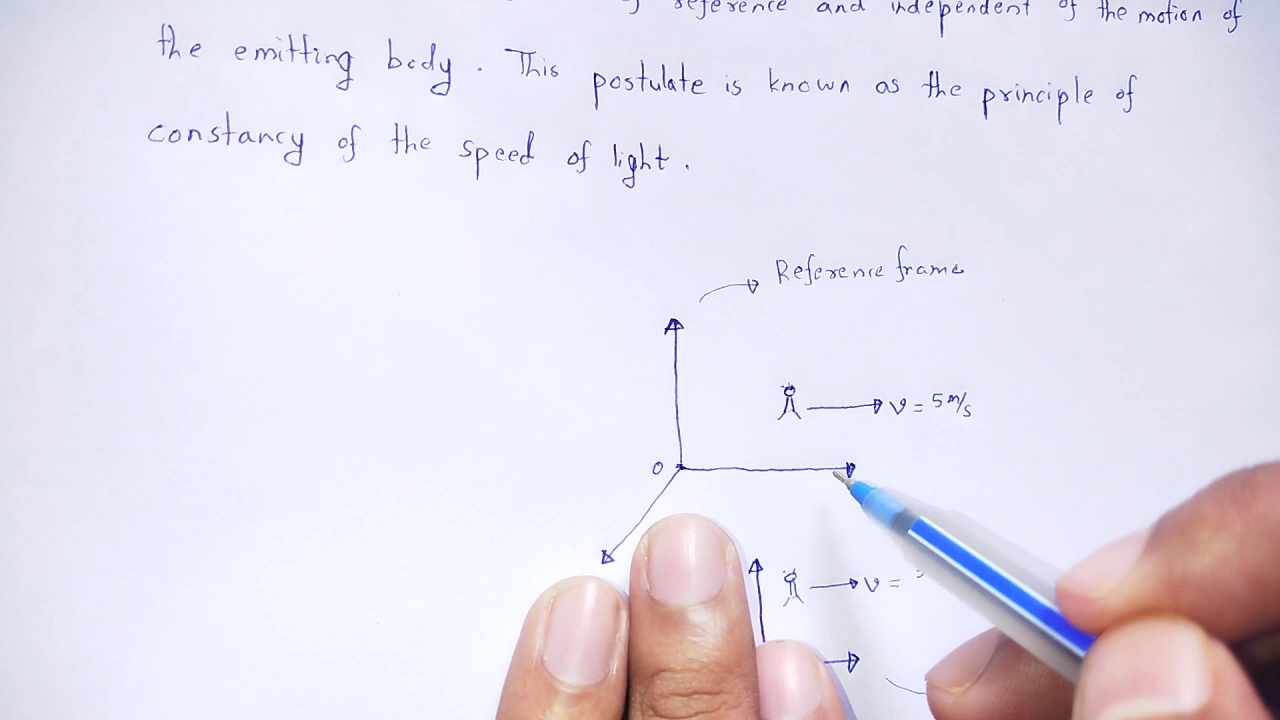 reference and independent of the motion of
the emitting body. This postulate is known as the principle of
constancy of the speed of light.
Reference frame
v = 5 m/s
O
v =